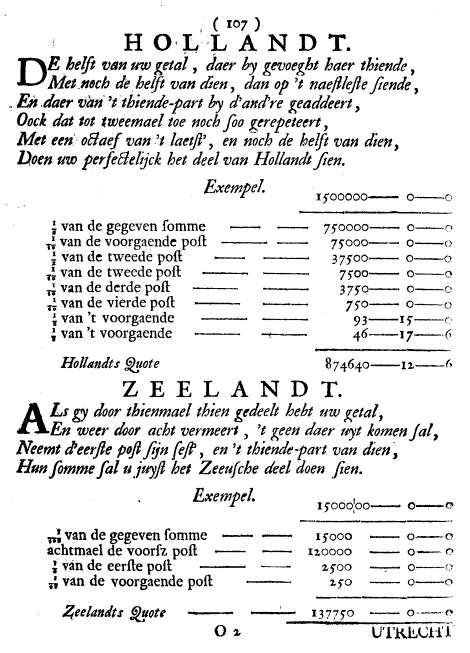 ( 107 )
HOLLANDT.
DE helft van uw getal, daer by gevoeght haer thiende,
Met noch de helft van dien, dan op 't naeſtleſte ſiende,
En daer van 't thiende-part by d'and're geaddeert,
Oock dat tot tweemael toe noch ſoo gerepeteert,
Met een octaef van 't laetſt', en noch de helft van dien,
Doen uw perfectelijck het deel van Hollandt ſien.
Exempel.
1500000—0—0
1/2 van de gegeven ſomme — — 750000—0—0
1/10 van de voorgaende poſt — — 75000—0—0
1/2 van de tweede poſt — — 37500—0—0
1/10 van de tweede poſt — — 7500—0—0
1/10 van de derde poſt — — 3750—0—0
1/10 van de vierde poſt — — 750—0—0
1/8 van 't voorgaende — — 93—15—0
1/2 van 't voorgaende — — 46—17—6
Hollandts Quote 874640—12—6
ZEELANDT.
ALs gy door thienmael thien gedeelt hebt uw getal,
En weer door acht vermeert, 't geen daer uyt komen ſal,
Neemt d'eerſte poſt ſijn ſeſt', en 't thiende-part van dien,
Hun ſomme ſal u juyſt het Zeeuſche deel doen ſien.
Exempel.
1500000—0—0
1/100 van de gegeven ſomme — — 15000—0—0
achtmael de voorſz poſt — — 120000—0—0
1/6 van de eerſte poſt — — 2500—0—0
1/10 van de voorgaende poſt — — 250—0—0
Zeelandts Quote — — 137750—0—0
O 2 UTRECHT